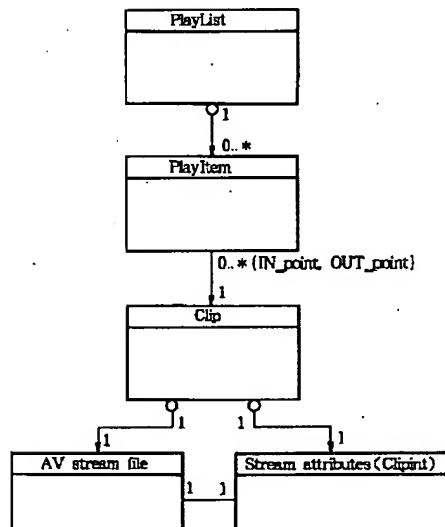 PlayList
1
0..*
PlayItem
0..* {IN_point, OUT_point}
1
Clip
1 1
1 1
AV stream file Stream attributes(Clipint)
1 1